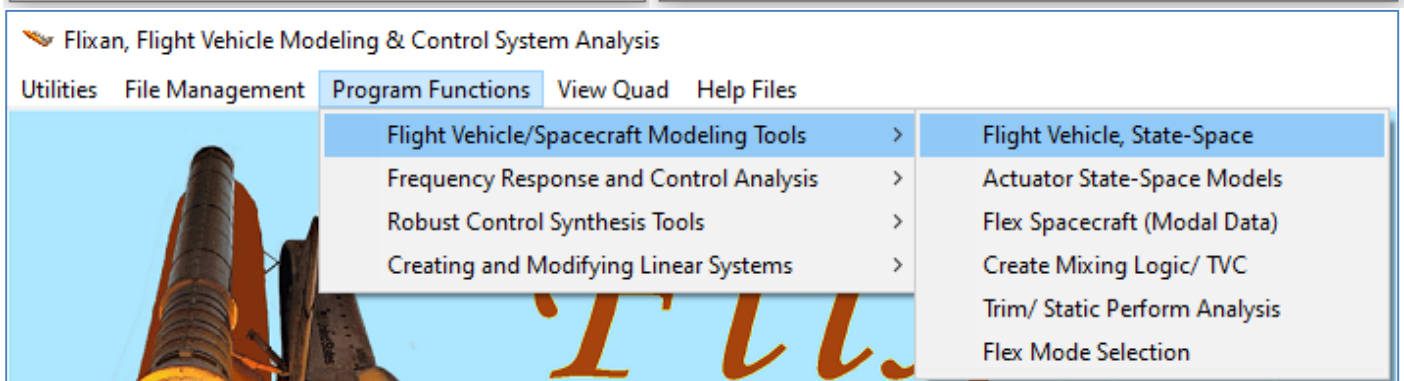 Flixan, Flight Vehicle Modeling & Control System Analysis
Utilities File Management Program Functions View Quad Help Files
Flight Vehicle/Spacecraft Modeling Tools >
Frequency Response and Control Analysis >
Robust Control Synthesis Tools >
Creating and Modifying Linear Systems >
Flight Vehicle, State-Space
Actuator State-Space Models
Flex Spacecraft (Modal Data)
Create Mixing Logic/ TVC
Trim/ Static Perform Analysis
Flex Mode Selection